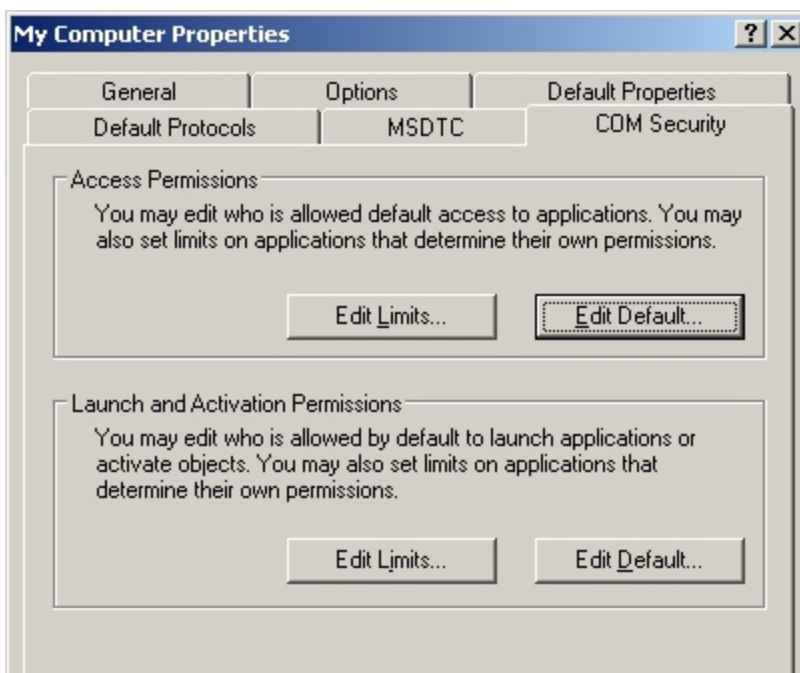 My Computer Properties
General Options Default Properties
Default Protocols MSDTC COM Security
Access Permissions
You may edit who is allowed default access to applications. You may
also set limits on applications that determine their own permissions.
Edit Limits... Edit Default...
Launch and Activation Permissions
You may edit who is allowed by default to launch applications or
activate objects. You may also set limits on applications that
determine their own permissions.
Edit Limits... Edit Default...